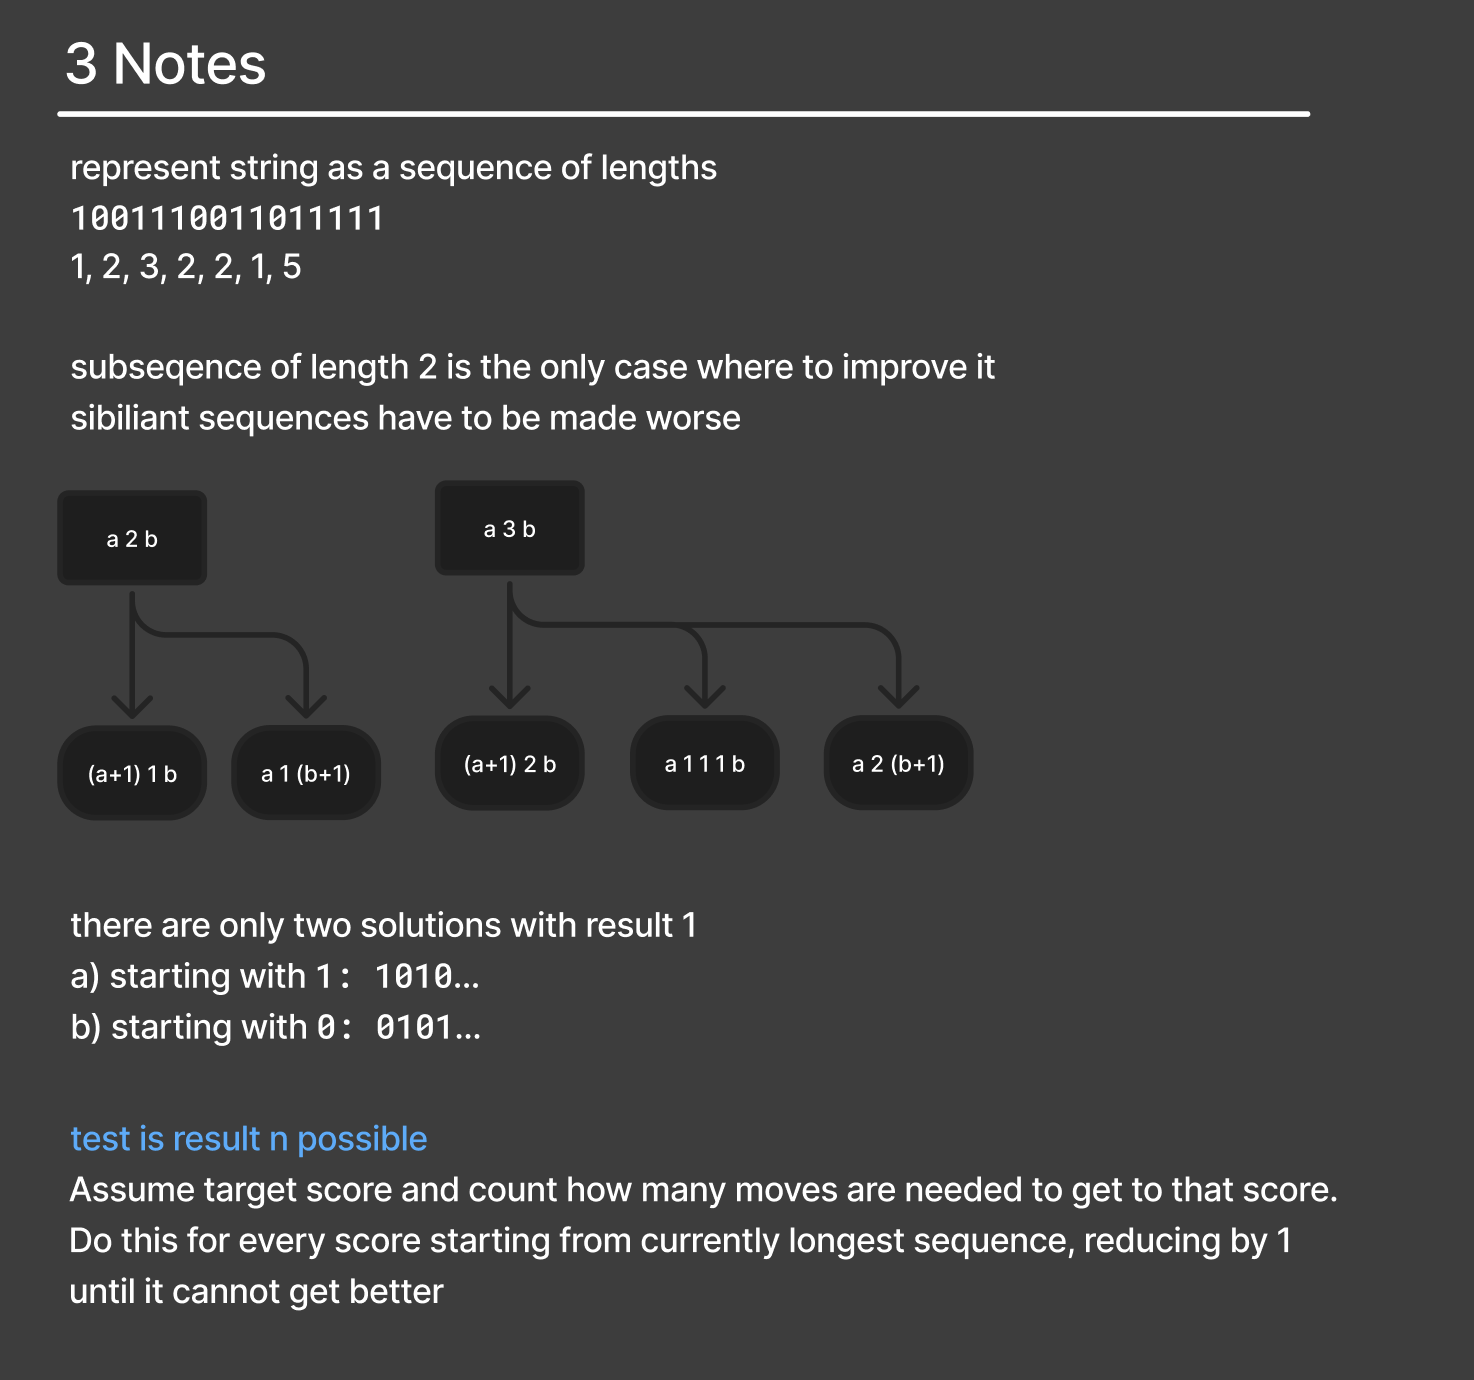 3 Notes
represent string as a sequence of lengths
1001110011011111
1, 2, 3, 2, 2, 1, 5
subseqence of length 2 is the only case where to improve it
sibiliant sequences have to be made worse
a 2 b
a 3 b
(a+1) 1 b
a 1 (b+1)
(a+1) 2 b
a 1 1 1 b
a 2 (b+1)
there are only two solutions with result 1
a) starting with 1: 1010...
b) starting with 0: 0101...
test is result n possible
Assume target score and count how many moves are needed to get to that score.
Do this for every score starting from currently longest sequence, reducing by 1
until it cannot get better